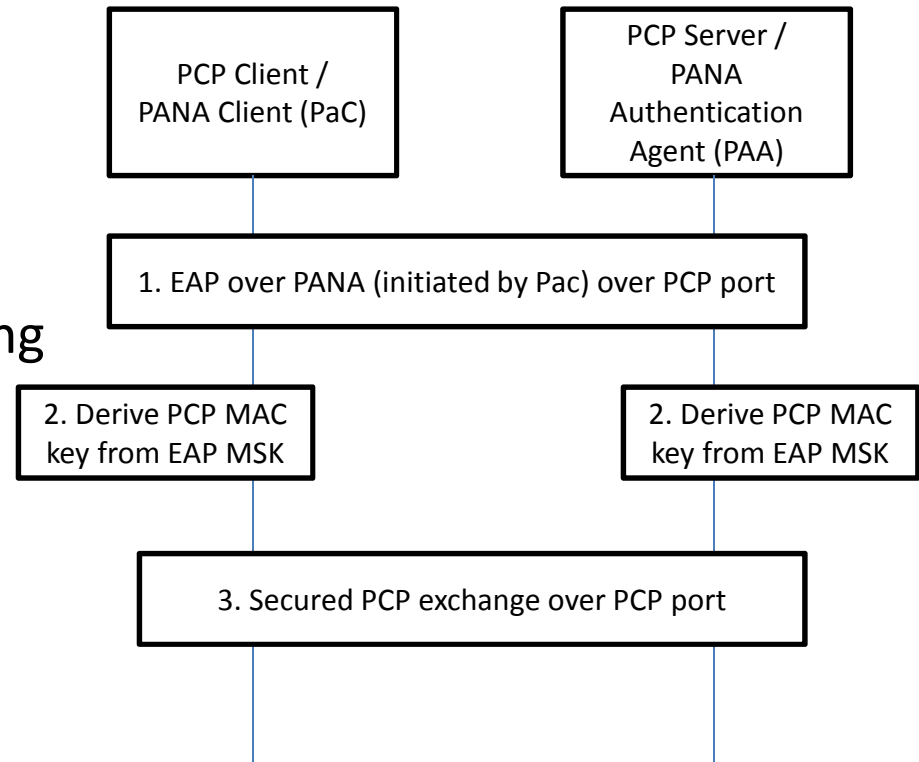 PCP Client /
PANA Client (PaC)
PCP Server /
PANA
Authentication
Agent (PAA)
1. EAP over PANA (initiated by Pac) over PCP port
ng
2. Derive PCP MAC
key from EAP MSK
2. Derive PCP MAC
key from EAP MSK
3. Secured PCP exchange over PCP port